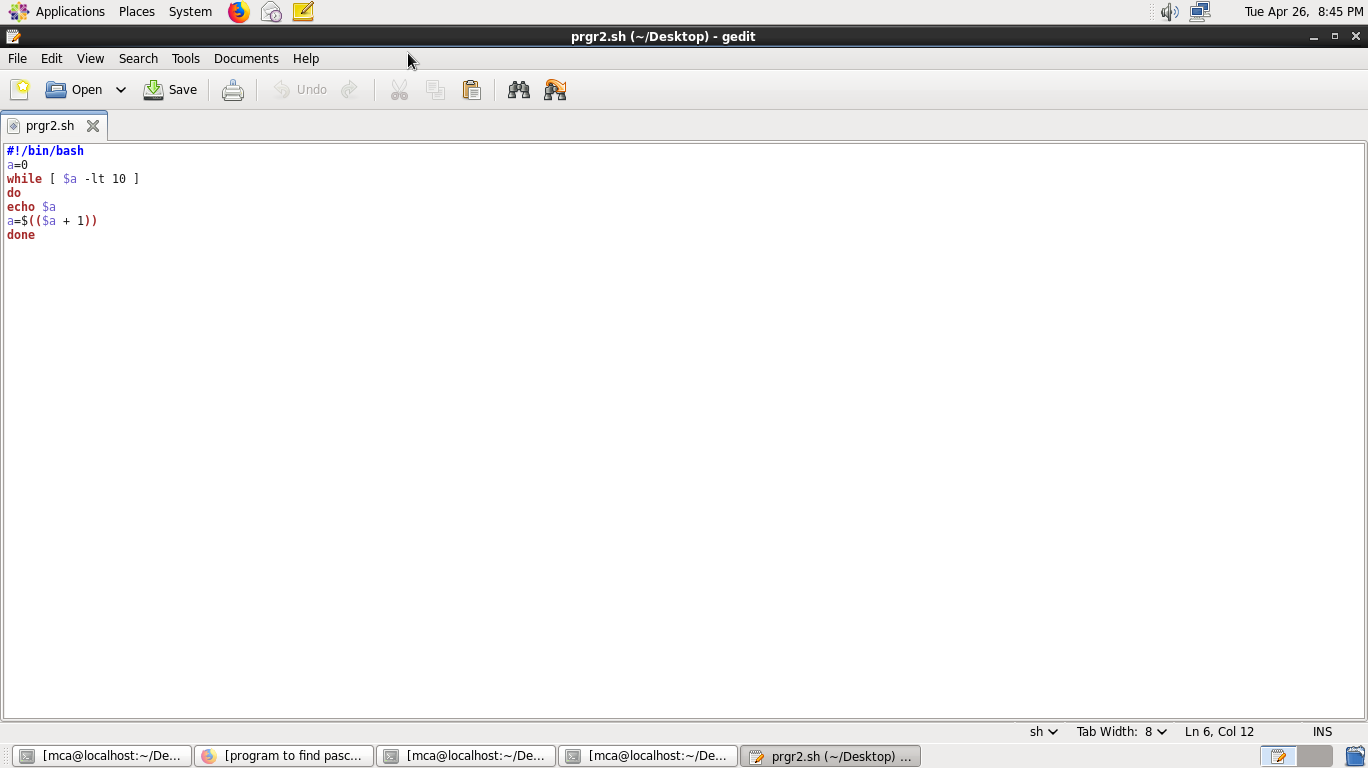 Applications Places System Tue Apr 26, 8:45 PM
prgr2.sh (~/Desktop) - gedit
File Edit View Search Tools Documents Help
Open Save Undo
prgr2.sh
#!/bin/bash
a=0
while [ $a -lt 10 ]
do
echo $a
a=$(($a + 1))
done
sh Tab Width: 8 Ln 6, Col 12 INS
[mca@localhost:~/De... [program to find pasc... [mca@localhost:~/De... [mca@localhost:~/De... prgr2.sh (~/Desktop) ...